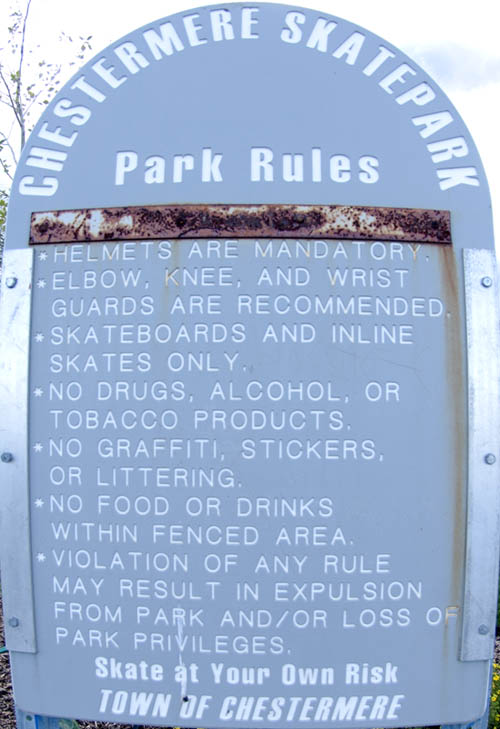 CHESTERMERE SKATEPARK
Park Rules
*HELMETS ARE MANDATORY.
*ELBOW, KNEE, AND WRIST
GUARDS ARE RECOMMENDED.
*SKATEBOARDS AND INLINE
SKATES ONLY.
*NO DRUGS, ALCOHOL, OR
TOBACCO PRODUCTS.
*NO GRAFFITI, STICKERS,
OR LITTERING.
*NO FOOD OR DRINKS
WITHIN FENCED AREA.
*VIOLATION OF ANY RULE
MAY RESULT IN EXPULSION
FROM PARK AND/OR LOSS OF
PARK PRIVILEGES.
Skate at Your Own Risk
TOWN OF CHESTERMERE